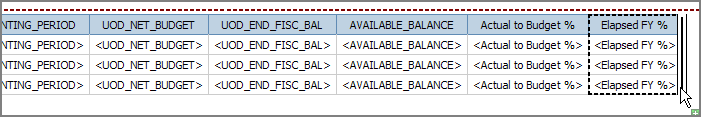 NTING_PERIOD UOD_NET_BUDGET UOD_END_FISC_BAL AVAILABLE_BALANCE Actual to Budget % Elapsed FY %
NTING_PERIOD> <UOD_NET_BUDGET> <UOD_END_FISC_BAL> <AVAILABLE_BALANCE> <Actual to Budget %> <Elapsed FY %>
NTING_PERIOD> <UOD_NET_BUDGET> <UOD_END_FISC_BAL> <AVAILABLE_BALANCE> <Actual to Budget %> <Elapsed FY %>
NTING_PERIOD> <UOD_NET_BUDGET> <UOD_END_FISC_BAL> <AVAILABLE_BALANCE> <Actual to Budget %> <Elapsed FY %>